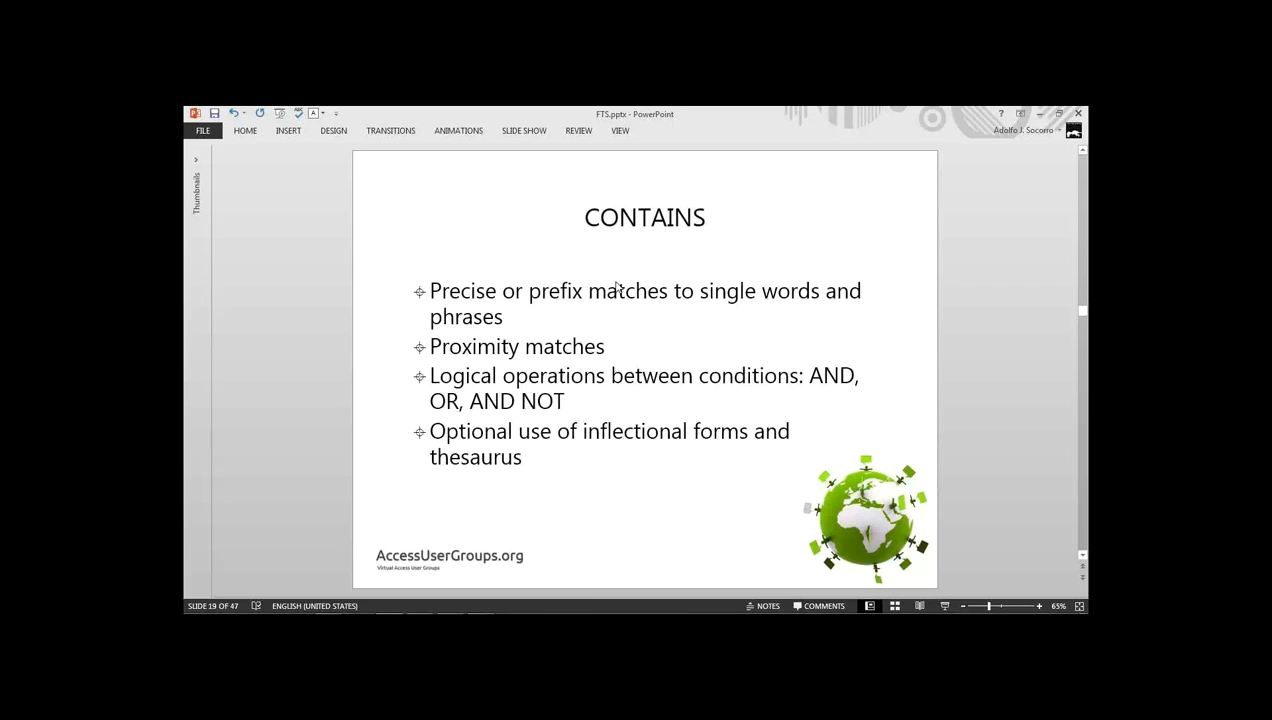 FTS.pptx - PowerPoint
FILE HOME INSERT DESIGN TRANSITIONS ANIMATIONS SLIDE SHOW REVIEW VIEW Adolfo J. Socorro
Thumbnails
CONTAINS
Precise or prefix matches to single words and
phrases
Proximity matches
Logical operations between conditions: AND,
OR, AND NOT
Optional use of inflectional forms and
thesaurus
AccessUserGroups.org
Virtual Access User Groups
SLIDE 19 OF 47 ENGLISH (UNITED STATES) NOTES COMMENTS 65%